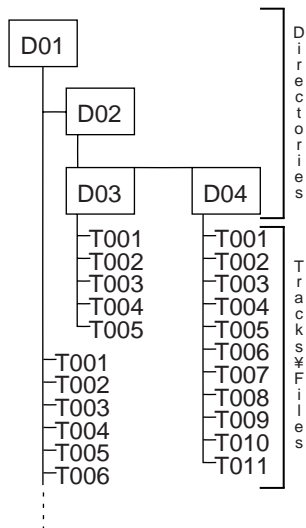 D01
D02
D03
D04
T001
T002
T003
T004
T005
T001
T002
T003
T004
T005
T006
T007
T008
T009
T010
T011
T001
T002
T003
T004
T005
T006
Directories
Tracks¥Files